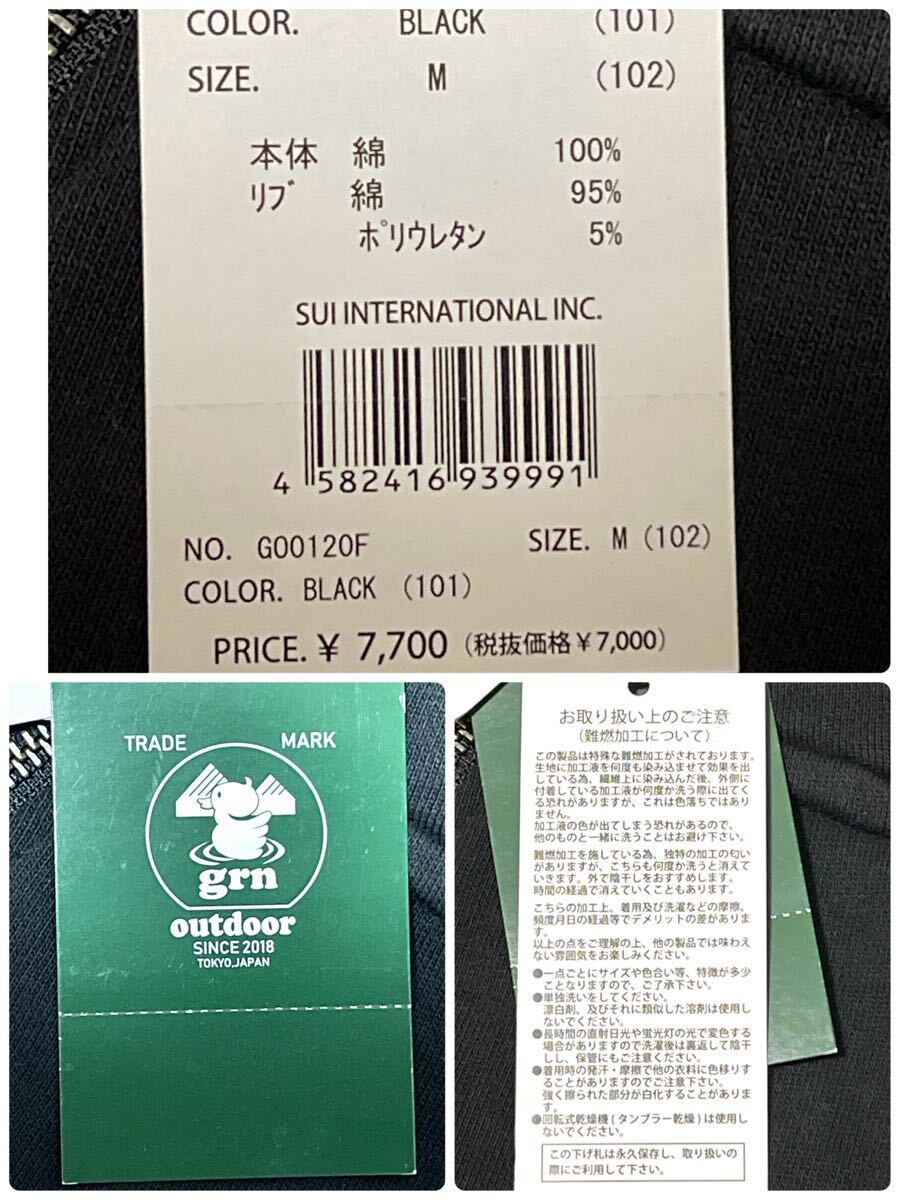 COLOR. BLACK (101)
SIZE. M (102)
本体 綿 100%
リブ 綿 95%
ポリウレタン 5%
SUI INTERNATIONAL INC.
4 582416 939991
NO. G00120F SIZE. M (102)
COLOR. BLACK (101)
PRICE. ¥ 7,700 (税抜価格¥7,000)
TRADE MARK
grn
outdoor
SINCE 2018
TOKYO.JAPAN
お取り扱い上のご注意
(難燃加工について)
この製品は特殊な難燃加工がされております。
生地に加工液を何度も染み込ませて効果を出
している為、繊維上に染み込んだ後、外側に
付着している加工液が何度か洗う際に出てく
る恐れがありますが、これは色落ちではあり
ません。
加工液の色が出てしまう恐れがあるので、
他のものと一緒に洗うことはお避け下さい。
難燃加工を施している為、独特の加工の匂い
がありますが、こちらも何度か洗うと消えて
いきます。外で陰干しをおすすめします。
時間の経過で消えていくこともあります。
こちらの加工上、着用及び洗濯などの摩擦、
頻度月日の経過等でデメリットの差がありま
す。
以上の点をご理解の上、他の製品では味わえ
ない雰囲気をお楽しみください。
●一点ごとにサイズや色合い等、特徴が多少
ことなりますので、ご了承下さい。
●単独洗いをしてください。
漂白剤、及びそれに類似した溶剤は使用し
ないでください。
●長時間の直射日光や蛍光灯の光で変色する
場合がありますので洗濯後は裏返して陰干
しし、保管にもご注意ください。
●着用時の発汗・摩擦で他の衣料に色移りす
ることがありますのでご注意下さい。
強く擦られた部分が白化することがありま
す。
●回転式乾燥機(タンブラー乾燥)は使用し
ないでください。
この下げ札は永久保存し、取り扱いの
際にご利用して下さい。